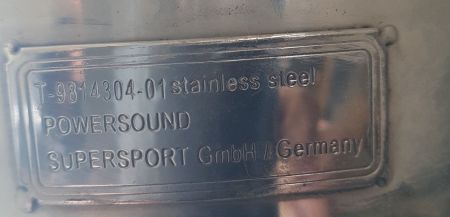 T-9814304-01 stainless steel
POWERSOUND
SUPERSPORT GmbH / Germany